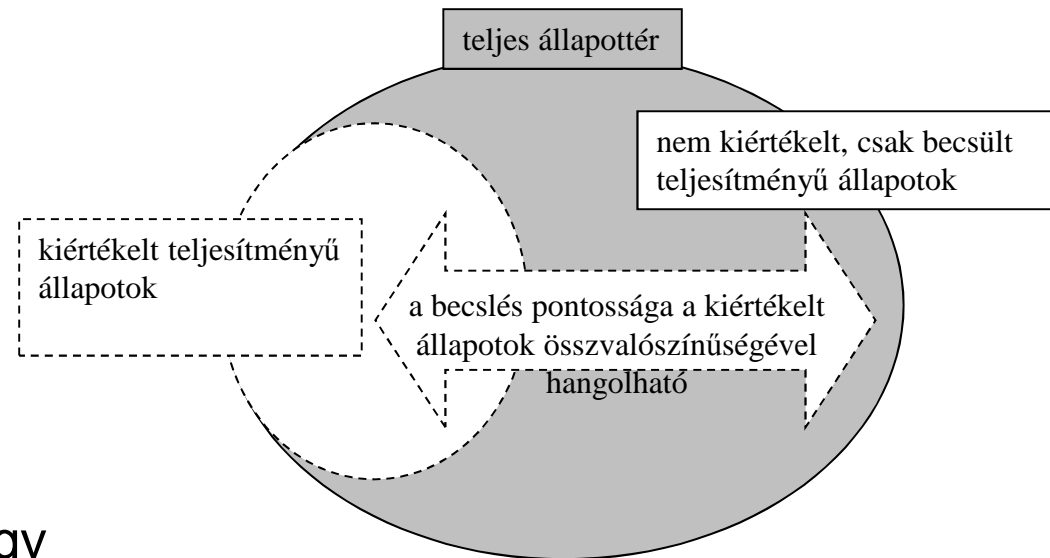 teljes állapottér
nem kiértékelt, csak becsült
teljesítményű állapotok
kiértékelt teljesítményű
állapotok
a becslés pontossága a kiértékelt
állapotok összvalószínűségével
hangolható